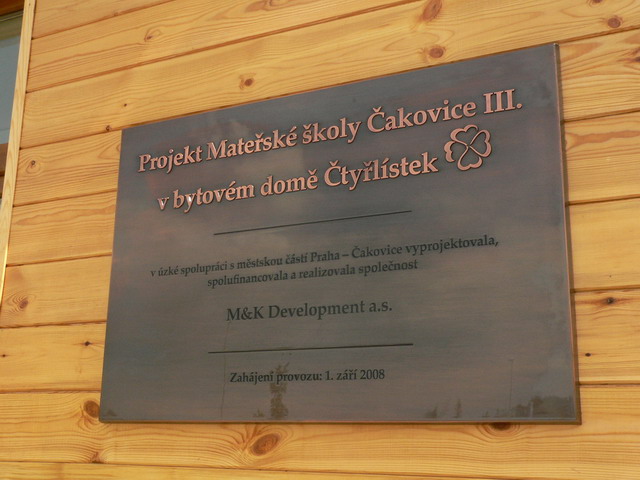 Projekt Mateřské školy Čakovice III.
v bytovém domě Čtyřlístek
v úzké spolupráci s městskou částí Praha – Čakovice vyprojektovala,
spolufinancovala a realizovala společnost
M&K Development a.s.
Zahájení provozu: 1. září 2008